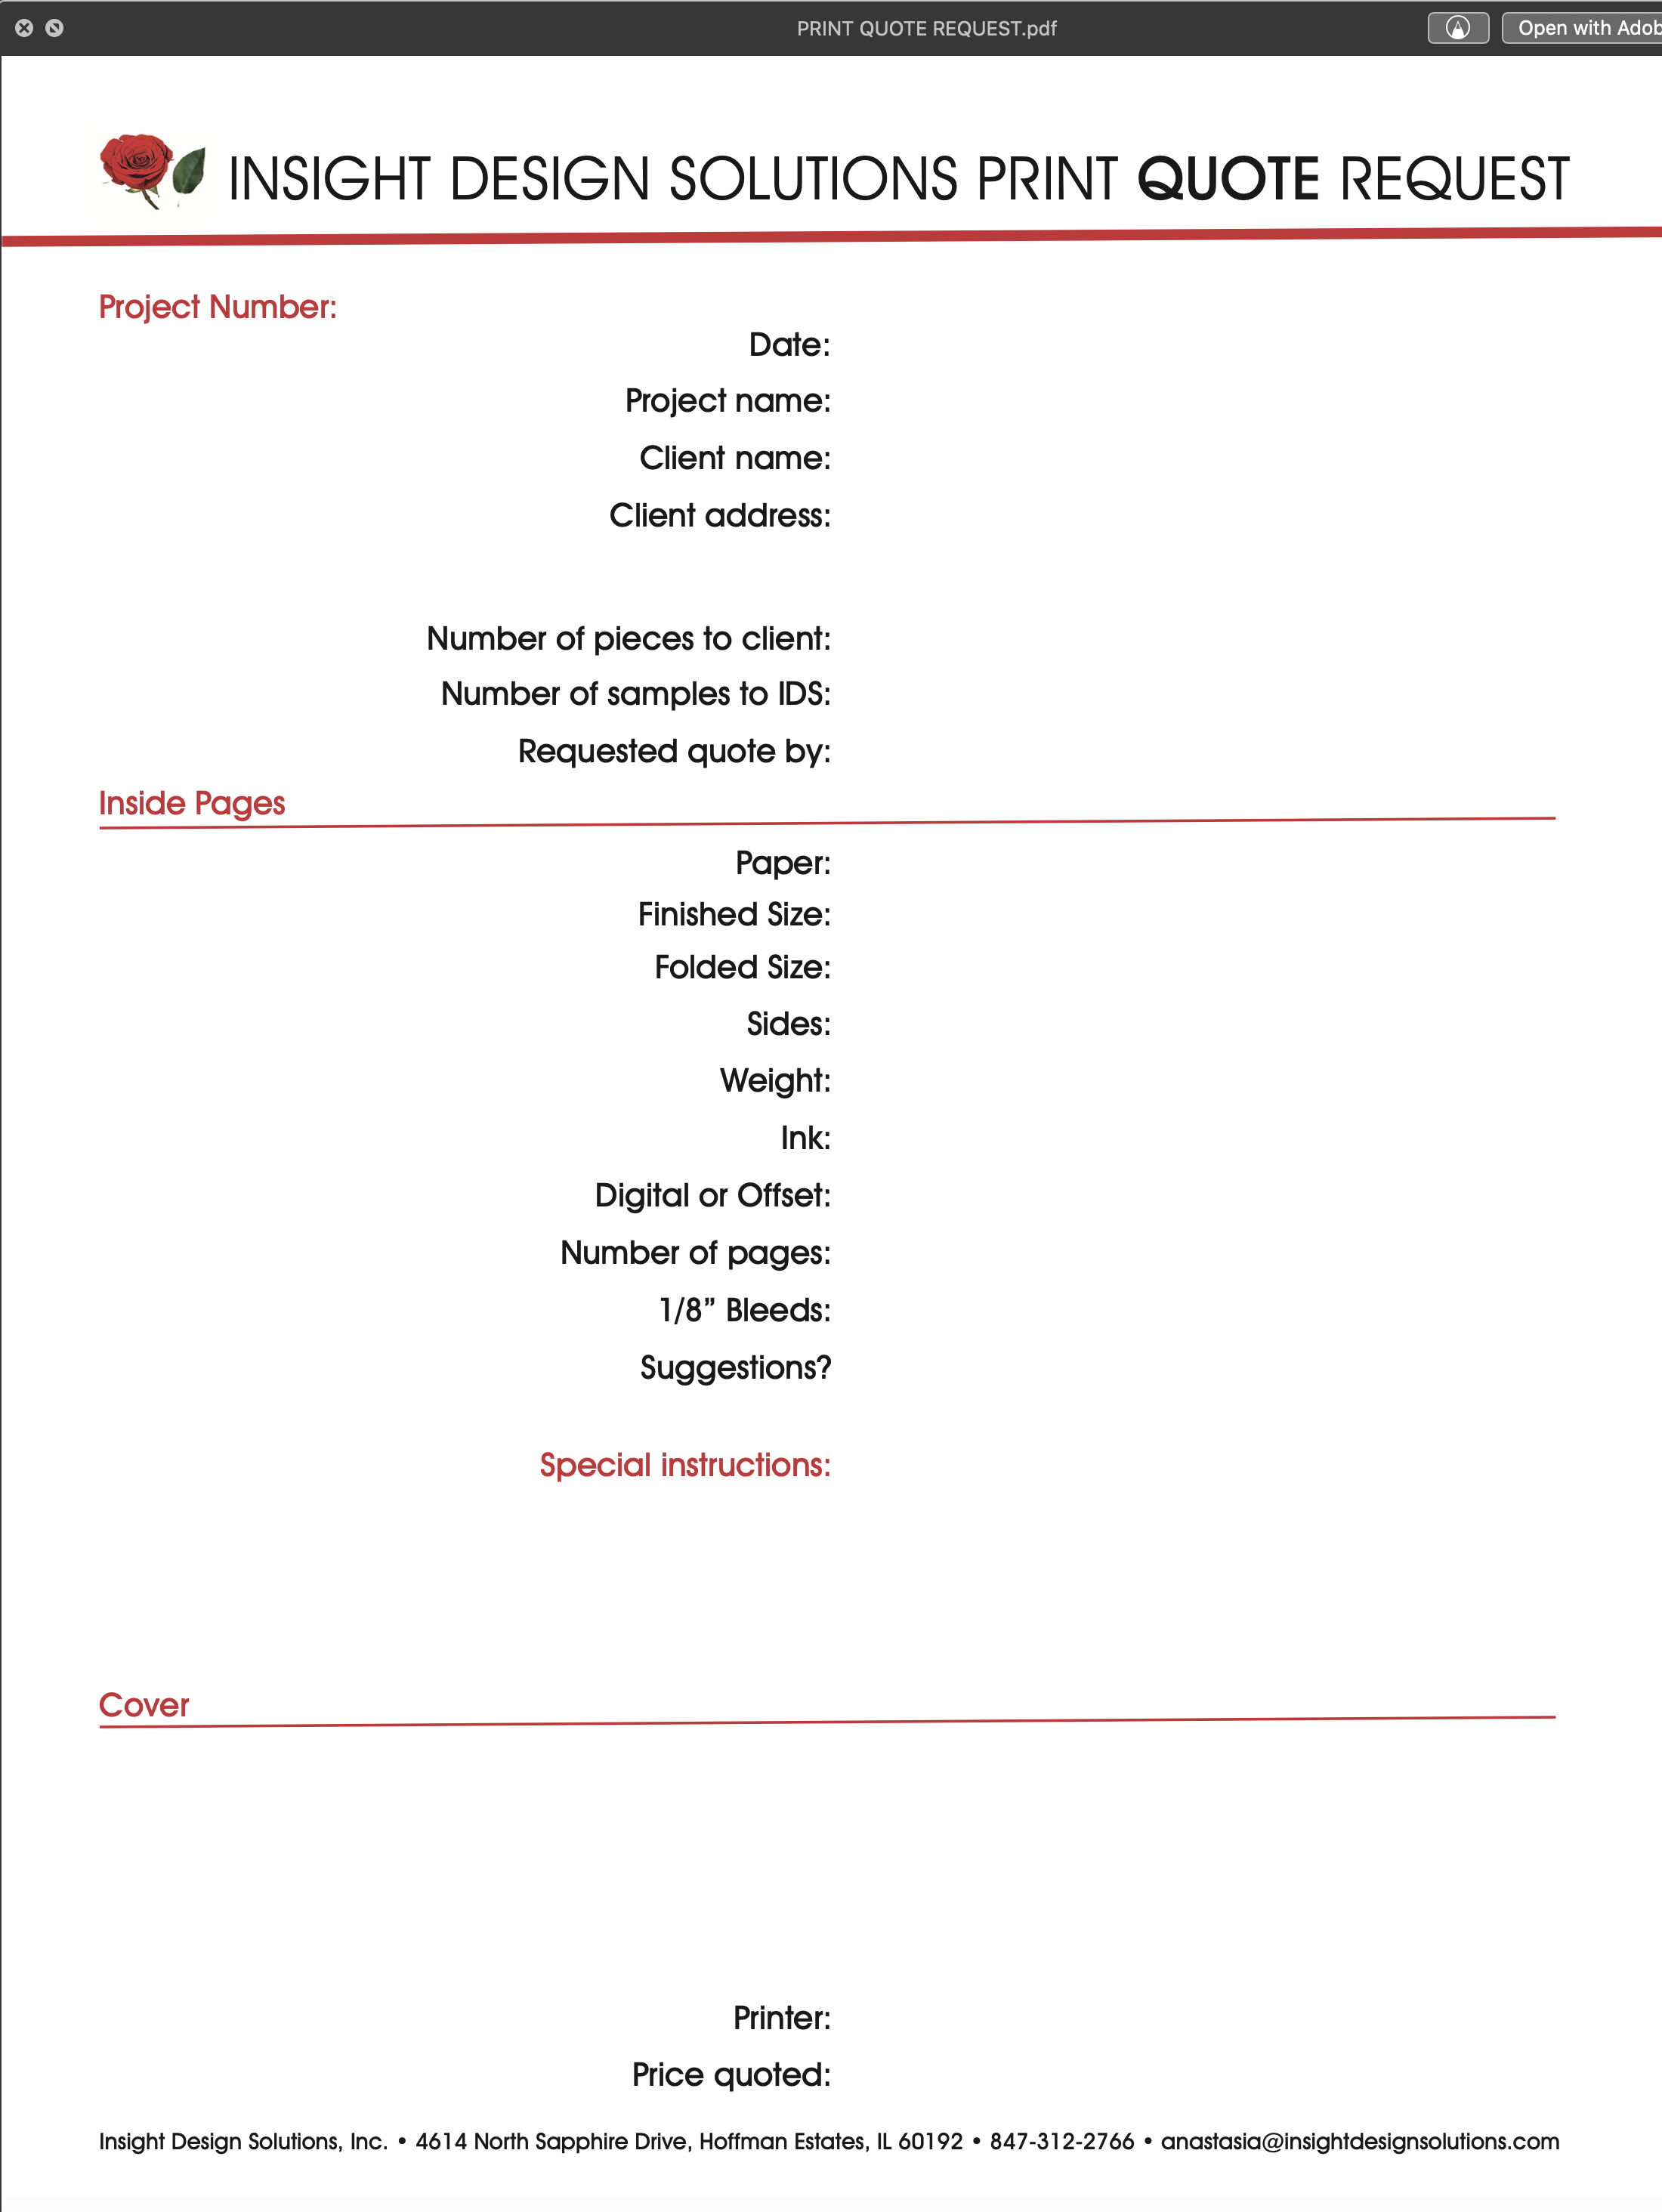 PRINT QUOTE REQUEST.pdf
Open with Adob
INSIGHT DESIGN SOLUTIONS PRINT QUOTE REQUEST
Project Number:
Date:
Project name:
Client name:
Client address:
Number of pieces to client:
Number of samples to IDS:
Requested quote by:
Inside Pages
Paper:
Finished Size:
Folded Size:
Sides:
Weight:
Ink:
Digital or Offset:
Number of pages:
1/8” Bleeds:
Suggestions?
Special instructions:
Cover
Printer:
Price quoted:
Insight Design Solutions, Inc. • 4614 North Sapphire Drive, Hoffman Estates, IL 60192 • 847-312-2766 • anastasia@insightdesignsolutions.com